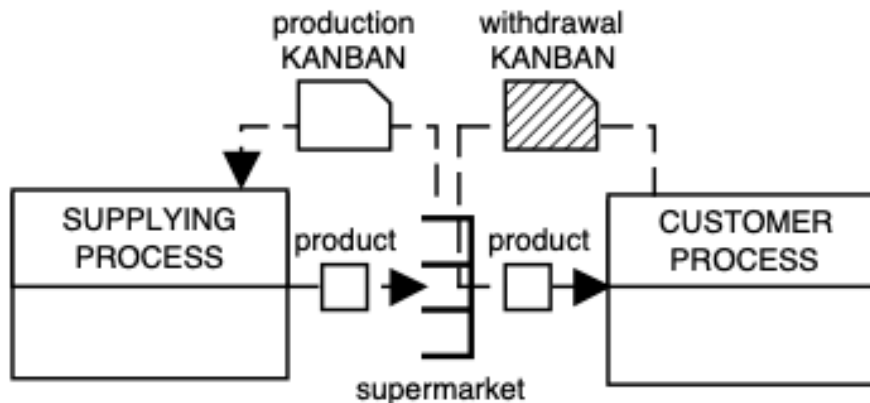 production
KANBAN
withdrawal
KANBAN
SUPPLYING
PROCESS
product
product
CUSTOMER
PROCESS
supermarket